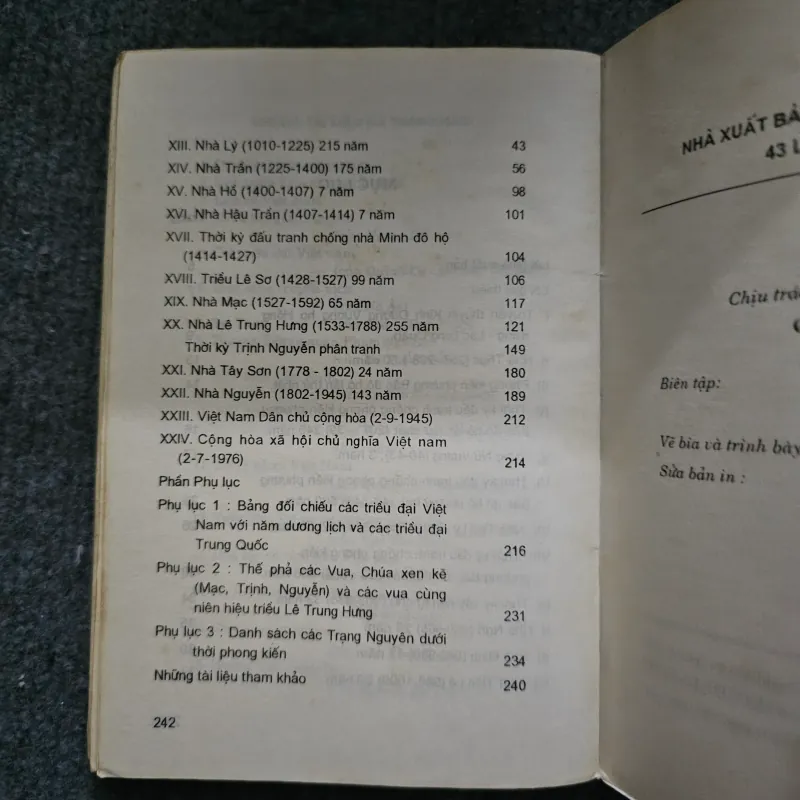 XIII. Nhà Lý (1010-1225) 215 năm 43
XIV. Nhà Trần (1225-1400) 175 năm 56
XV. Nhà Hồ (1400-1407) 7 năm 98
XVI. Nhà Hậu Trần (1407-1414) 7 năm 101
XVII. Thời kỳ đấu tranh chống nhà Minh đô hộ
(1414-1427) 104
XVIII. Triều Lê Sơ (1428-1527) 99 năm 106
XIX. Nhà Mạc (1527-1592) 65 năm 117
XX. Nhà Lê Trung Hưng (1533-1788) 255 năm 121
Thời kỳ Trịnh Nguyễn phân tranh 149
XXI. Nhà Tây Sơn (1778 - 1802) 24 năm 180
XXII. Nhà Nguyễn (1802-1945) 143 năm 189
XXIII. Việt Nam Dân chủ cộng hòa (2-9-1945) 212
XXIV. Cộng hòa xã hội chủ nghĩa Việt nam
(2-7-1976) 214
Phần Phụ lục
Phụ lục 1 : Bảng đối chiếu các triều đại Việt
Nam với năm dương lịch và các triều đại
Trung Quốc 216
Phụ lục 2 : Thế phả các Vua, Chúa xen kẽ
(Mạc, Trịnh, Nguyễn) và các vua cùng
niên hiệu triều Lê Trung Hưng 231
Phụ lục 3 : Danh sách các Trạng Nguyên dưới
thời phong kiến 234
Những tài liệu tham khảo 240
242
NHÀ XUẤT BẢ
43 L
Chịu trá
Biên tập:
Vẽ bìa và trình bày
Sửa bản in :